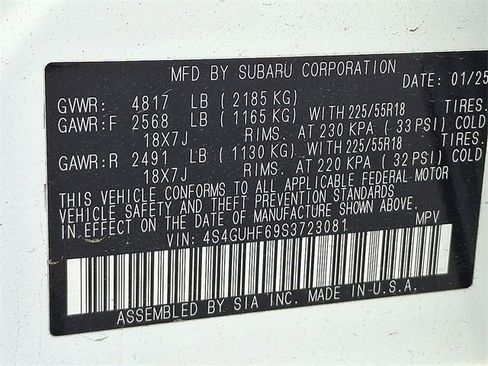 MFD BY SUBARU CORPORATION
DATE: 01/25
GVWR: 4817 LB (2185 KG)
GAWR:F 2568 LB (1165 KG) WITH 225/55R18 TIRES.
18X7J RIMS. AT 230 KPA (33 PSI) COLD
GAWR:R 2491 LB (1130 KG) WITH 225/55R18 TIRES.
18X7J RIMS. AT 220 KPA (32 PSI) COLD
THIS VEHICLE CONFORMS TO ALL APPLICABLE FEDERAL MOTOR
VEHICLE SAFETY AND THEFT PREVENTION STANDARDS
IN EFFECT ON THE DATE OF MANUFACTURE SHOWN ABOVE.
VIN: 4S4GUHF69S3723081 MPV
ASSEMBLED BY SIA INC. MADE IN U.S.A.